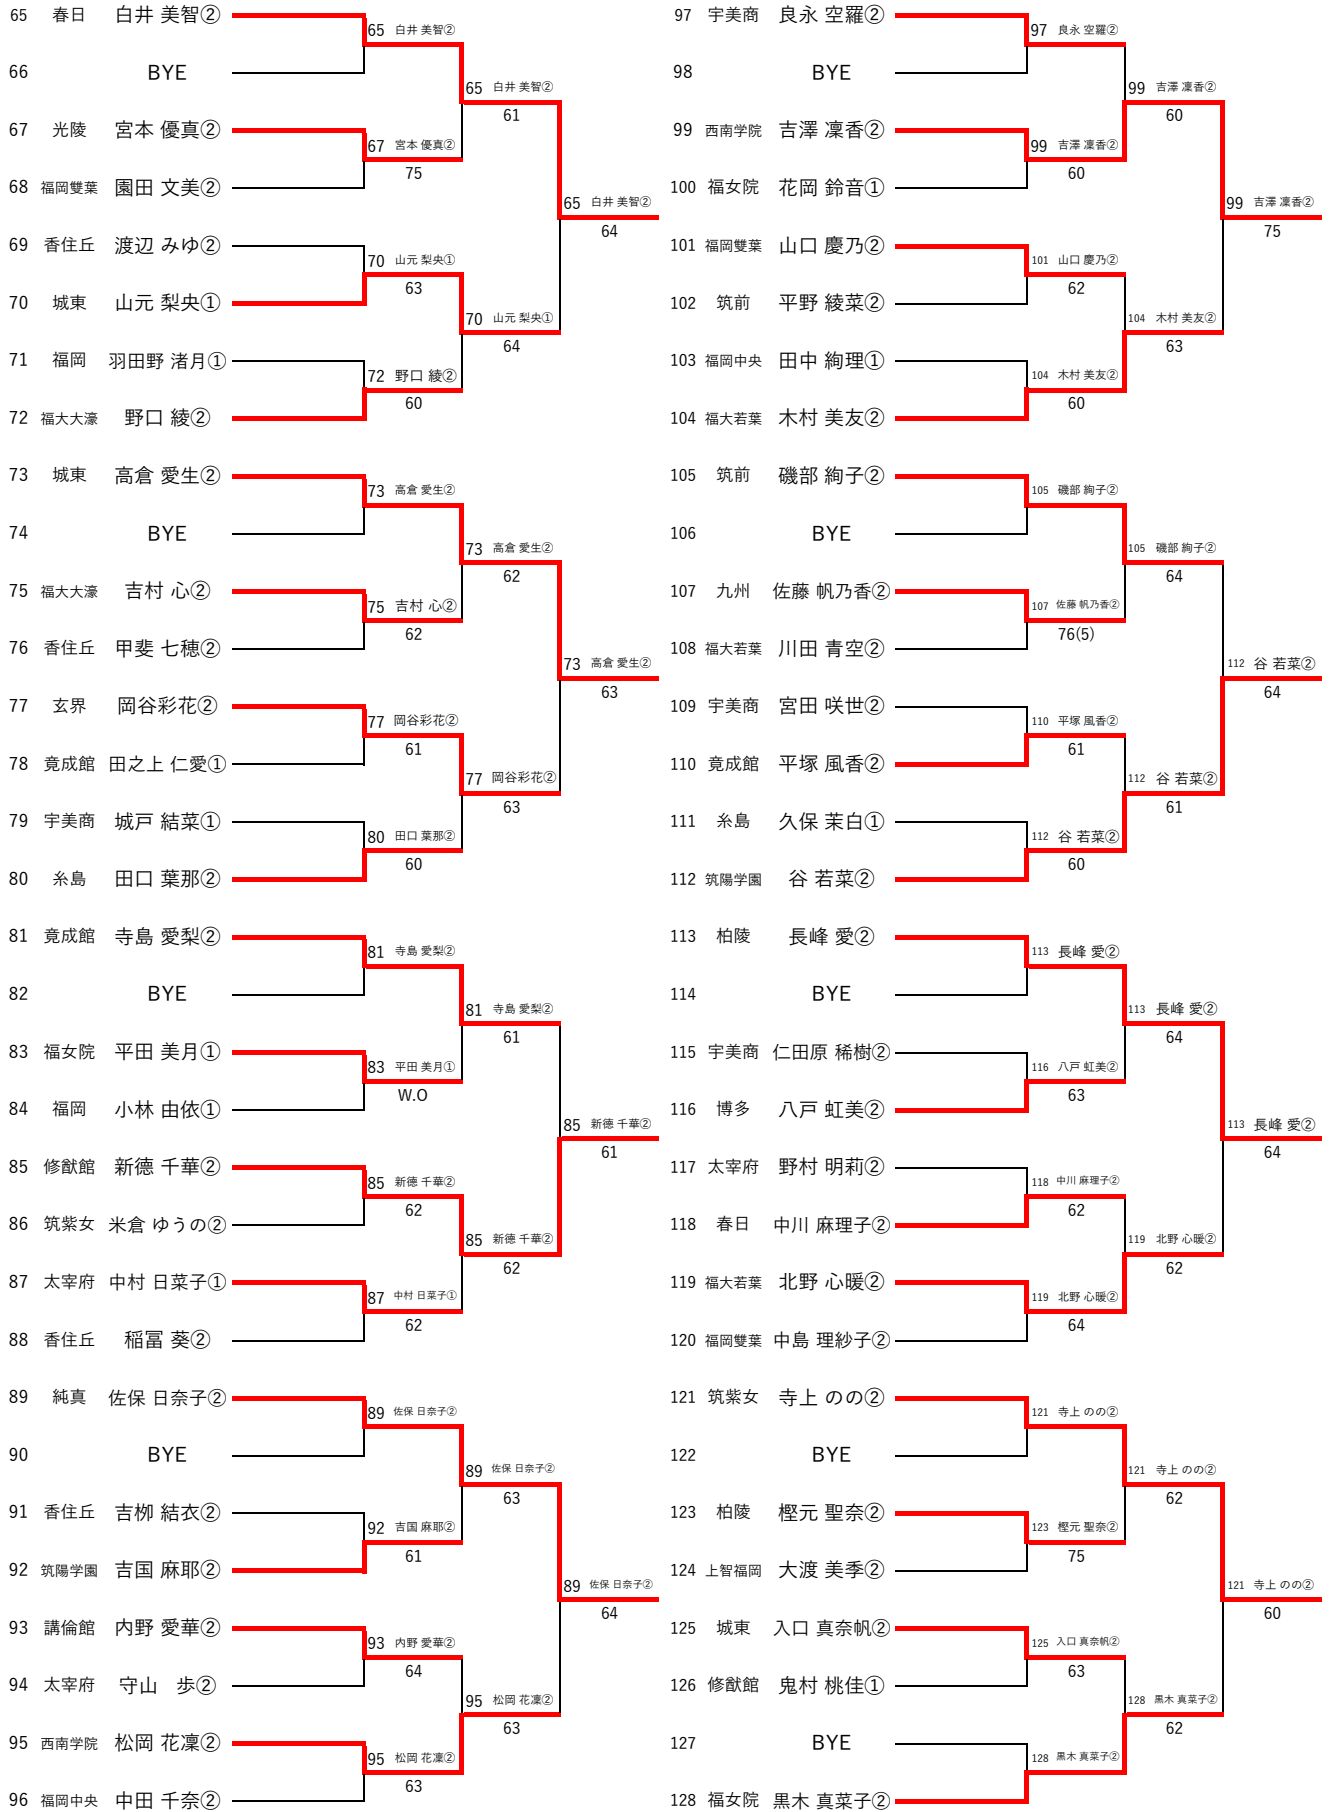 65 春日 白井 美智②
65 白井 美智②
66 BYE
65 白井 美智②
61
67 光陵 宮本 優真②
67 宮本 優真②
75
68 福岡雙葉 園田 文美②
65 白井 美智②
64
69 香住丘 渡辺 みゆ②
70 山元 梨央①
63
70 城東 山元 梨央①
70 山元 梨央①
64
71 福岡 羽田野 渚月①
72 野口 綾②
60
72 福大大濠 野口 綾②
73 城東 高倉 愛生②
73 高倉 愛生②
74 BYE
73 高倉 愛生②
62
75 福大大濠 吉村 心②
75 吉村 心②
62
76 香住丘 甲斐 七穂②
73 高倉 愛生②
63
77 玄界 岡谷彩花②
77 岡谷彩花②
61
78 竟成館 田之上 仁愛①
77 岡谷彩花②
63
79 宇美商 城戸 結菜①
80 田口 葉那②
60
80 糸島 田口 葉那②
81 竟成館 寺島 愛梨②
81 寺島 愛梨②
82 BYE
81 寺島 愛梨②
61
83 福女院 平田 美月①
83 平田 美月①
W.O
84 福岡 小林 由依①
85 新德 千華②
61
85 修猷館 新德 千華②
85 新德 千華②
62
86 筑紫女 米倉 ゆうの②
85 新德 千華②
62
87 太宰府 中村 日菜子①
87 中村 日菜子①
62
88 香住丘 稲冨 葵②
89 純真 佐保 日奈子②
89 佐保 日奈子②
90 BYE
89 佐保 日奈子②
63
91 香住丘 吉栁 結衣②
92 吉国 麻耶②
61
92 筑陽学園 吉国 麻耶②
89 佐保 日奈子②
64
93 講倫館 内野 愛華②
93 内野 愛華②
64
94 太宰府 守山　歩②
95 松岡 花凜②
63
95 西南学院 松岡 花凜②
95 松岡 花凜②
63
96 福岡中央 中田 千奈②
97 宇美商 良永 空羅②
97 良永 空羅②
98 BYE
99 吉澤 凜香②
60
99 西南学院 吉澤 凜香②
99 吉澤 凜香②
60
100 福女院 花岡 鈴音①
99 吉澤 凜香②
75
101 福岡雙葉 山口 慶乃②
101 山口 慶乃②
62
102 筑前 平野 綾菜②
104 木村 美友②
63
103 福岡中央 田中 絢理①
104 木村 美友②
60
104 福大若葉 木村 美友②
105 筑前 磯部 絢子②
105 磯部 絢子②
106 BYE
105 磯部 絢子②
64
107 九州 佐藤 帆乃香②
107 佐藤 帆乃香②
76(5)
108 福大若葉 川田 青空②
112 谷 若菜②
64
109 宇美商 宮田 咲世②
110 平塚 風香②
61
110 竟成館 平塚 風香②
112 谷 若菜②
61
111 糸島 久保 茉白①
112 谷 若菜②
60
112 筑陽学園 谷 若菜②
113 柏陵 長峰 愛②
113 長峰 愛②
114 BYE
113 長峰 愛②
64
115 宇美商 仁田原 稀樹②
116 八戸 虹美②
63
116 博多 八戸 虹美②
113 長峰 愛②
64
117 太宰府 野村 明莉②
118 中川 麻理子②
62
118 春日 中川 麻理子②
119 北野 心暖②
62
119 福大若葉 北野 心暖②
119 北野 心暖②
64
120 福岡雙葉 中島 理紗子②
121 筑紫女 寺上 のの②
121 寺上 のの②
122 BYE
121 寺上 のの②
62
123 柏陵 樫元 聖奈②
123 樫元 聖奈②
75
124 上智福岡 大渡 美季②
121 寺上 のの②
60
125 城東 入口 真奈帆②
125 入口 真奈帆②
63
126 修猷館 鬼村 桃佳①
128 黒木 真菜子②
62
127 BYE
128 黒木 真菜子②
128 福女院 黒木 真菜子②